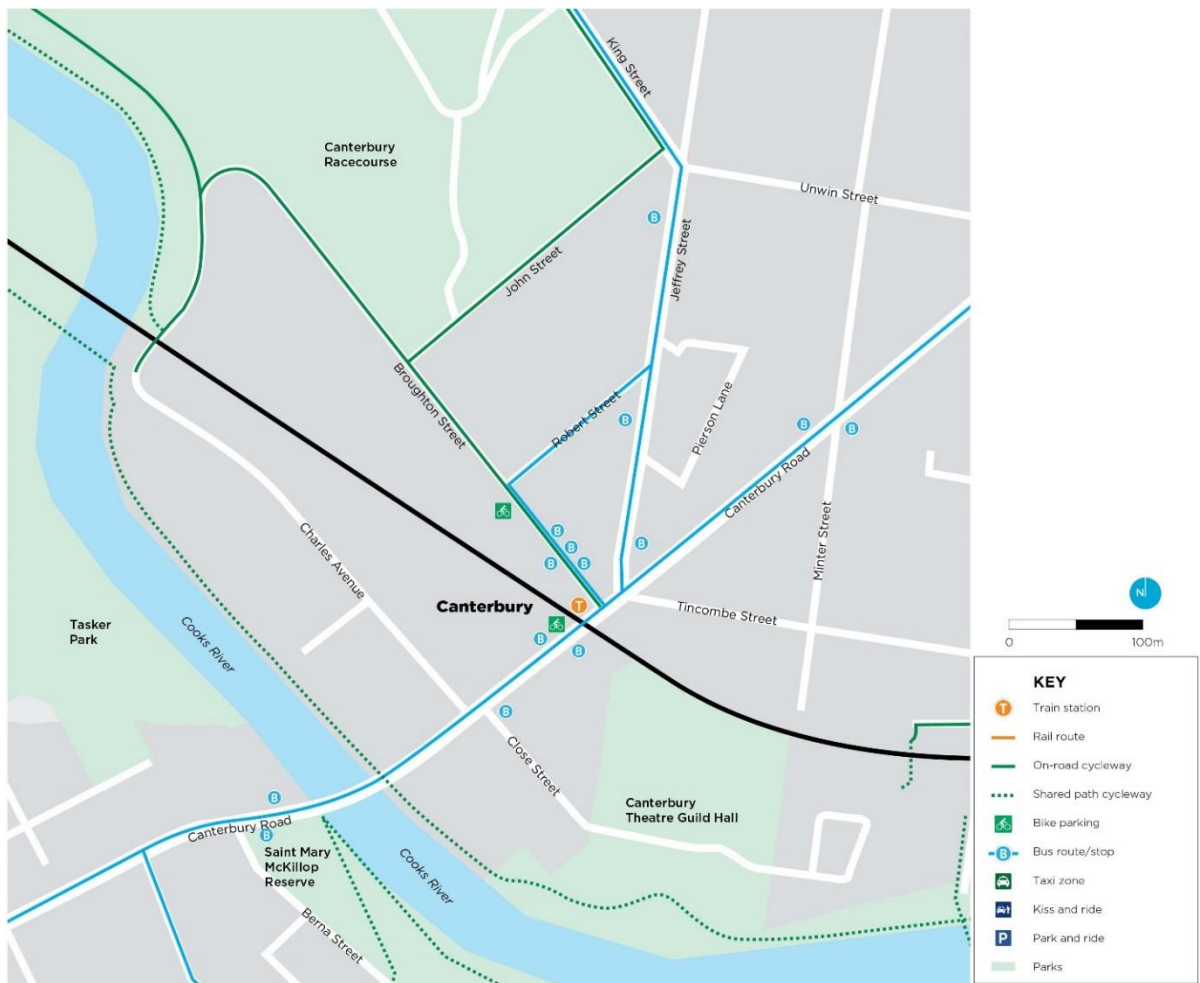 King Street
Canterbury
Racecourse
Unwin Street
B
Jeffrey Street
John Street
Broughton Street
Robert Street
B
Pierson Lane
B
B
Canterbury Road
Minter Street
B
B
B
B
B
Charles Avenue
Canterbury
T
Tincombe Street
B
B
Tasker
Park
Cooks River
B
Close Street
B
Canterbury Road
B
Saint Mary
McKillop
Reserve
Canterbury
Theatre Guild Hall
Cooks River
Berna Street
N
0 100m
KEY
T Train station
Rail route
On-road cycleway
Shared path cycleway
Bike parking
B Bus route/stop
Taxi zone
Kiss and ride
P Park and ride
Parks